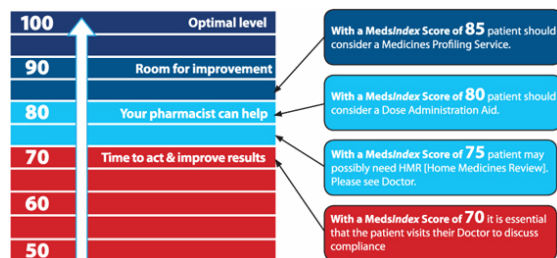 100 Optimal level
90 Room for improvement
80 Your pharmacist can help
70 Time to act & improve results
60
50
With a MedsIndex Score of 85 patient should
consider a Medicines Profiling Service.
With a MedsIndex Score of 80 patient should
consider a Dose Administration Aid.
With a MedsIndex Score of 75 patient may
possibly need HMR [Home Medicines Review].
Please see Doctor.
With a MedsIndex Score of 70 it is essential
that the patient visits their Doctor to discuss
compliance